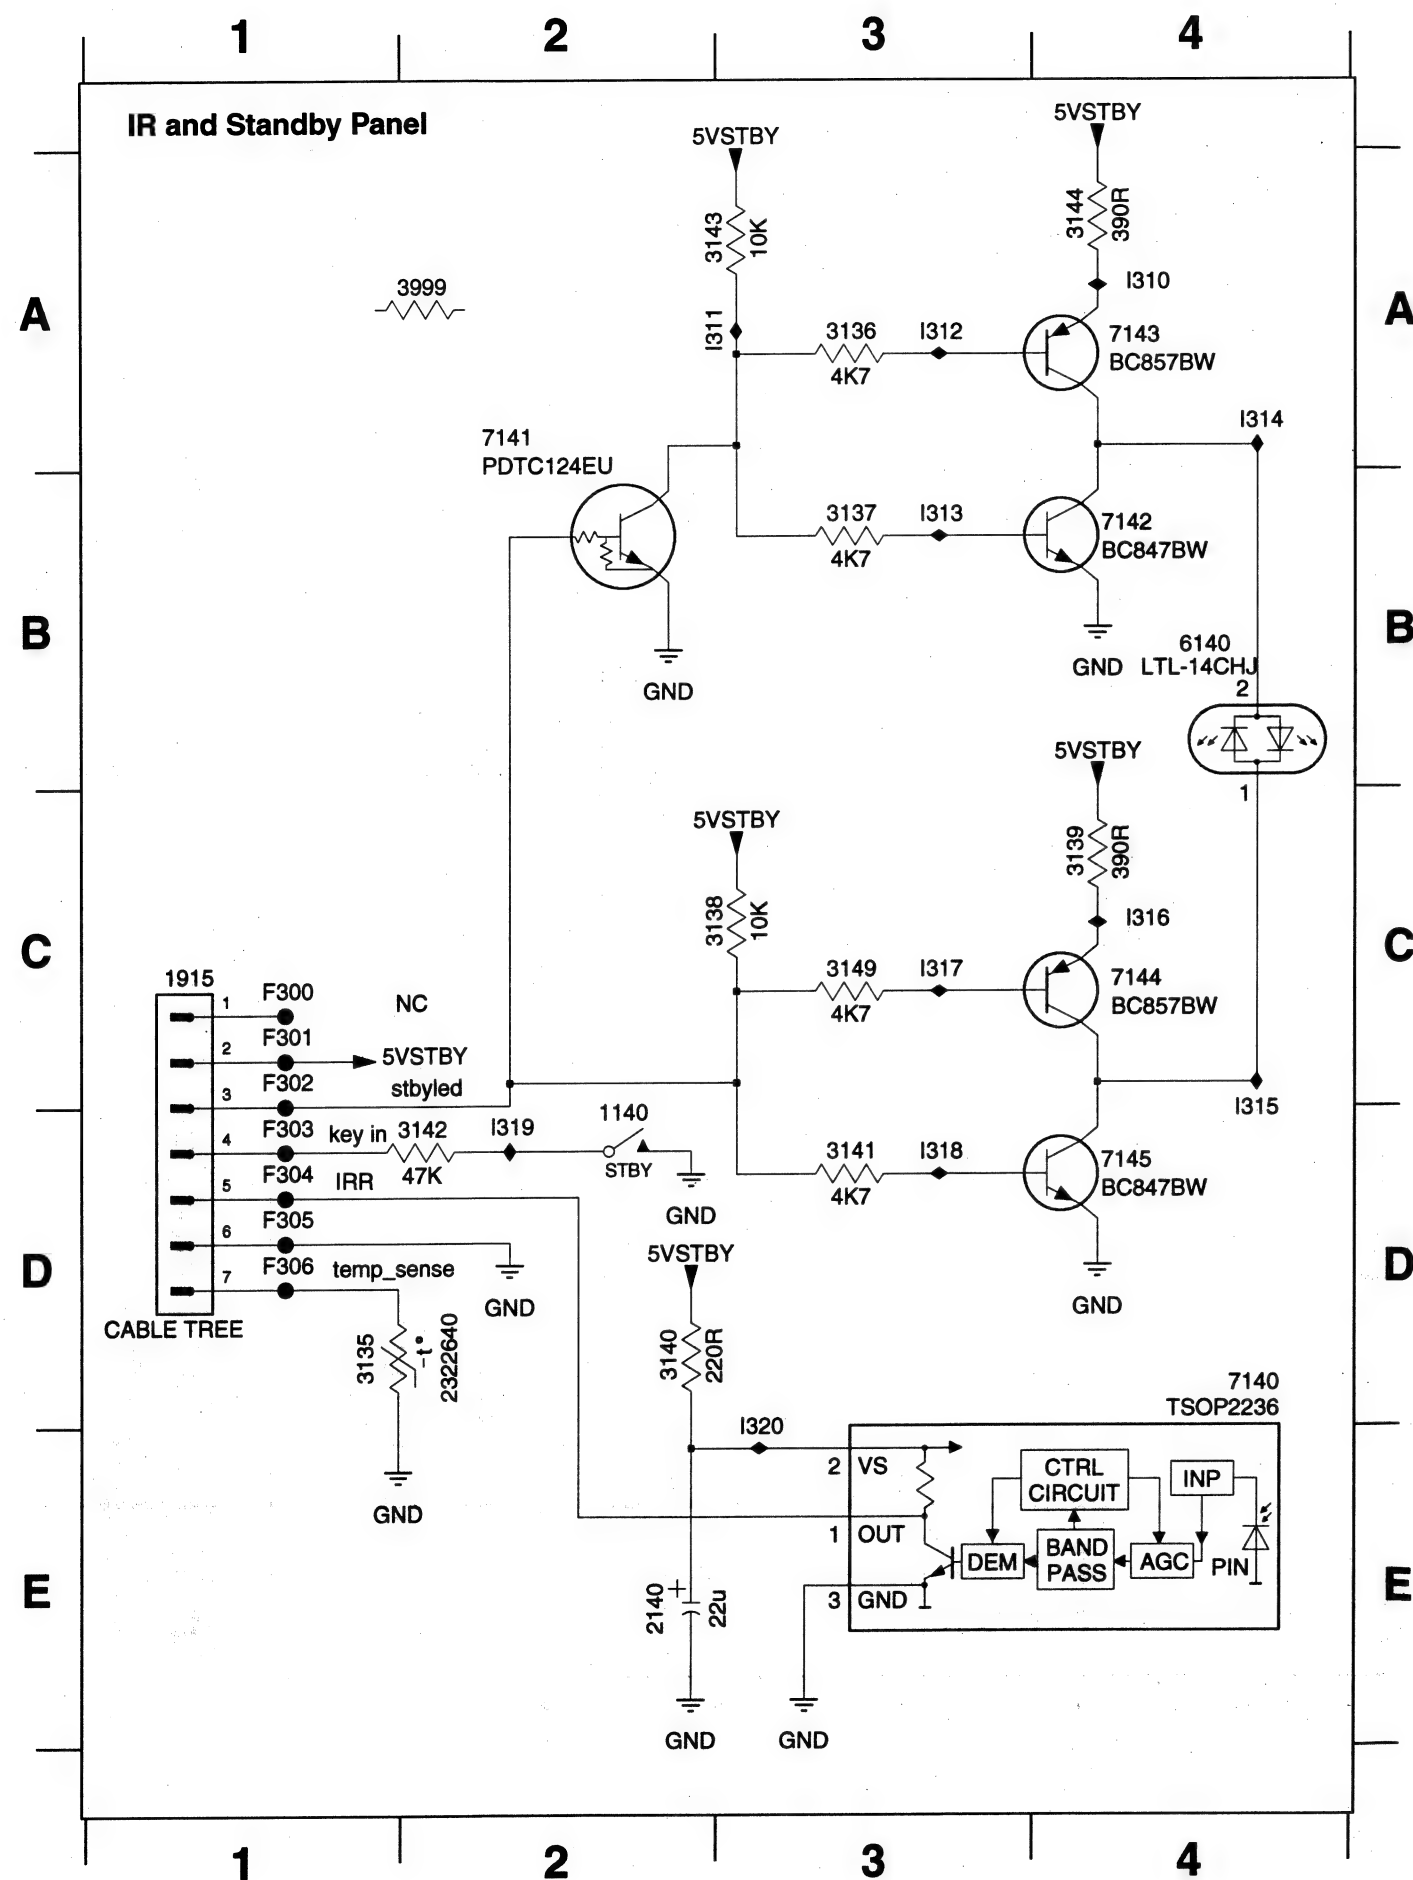 1 2 3 4
IR and Standby Panel
5VSTBY
5VSTBY
3143
10K
3144
390R
I310
A
3999
I311
3136
4K7
I312
7143
BC857BW
A
I314
7141
PDTC124EU
3137
4K7
I313
7142
BC847BW
B
GND
GND
6140
LTL-14CHJ
2
B
5VSTBY
1
5VSTBY
3139
390R
3138
10K
I316
C
1915
1 F300 NC
2 F301 5VSTBY
3 F302 stbyled
4 F303 key in 3142
47K
I319
1140
STBY
GND
5 F304 IRR
6 F305
GND
7 F306 temp_sense
CABLE TREE
3149
4K7
I317
7144
BC857BW
C
I315
3141
4K7
I318
7145
BC847BW
GND
D
D
5VSTBY
3140
220R
3135
-t°
2322640
GND
7140
TSOP2236
I320
2 VS
1 OUT
3 GND
CTRL
CIRCUIT
INP
DEM
BAND
PASS
AGC
PIN
E
E
2140
+
22u
GND
GND
1 2 3 4